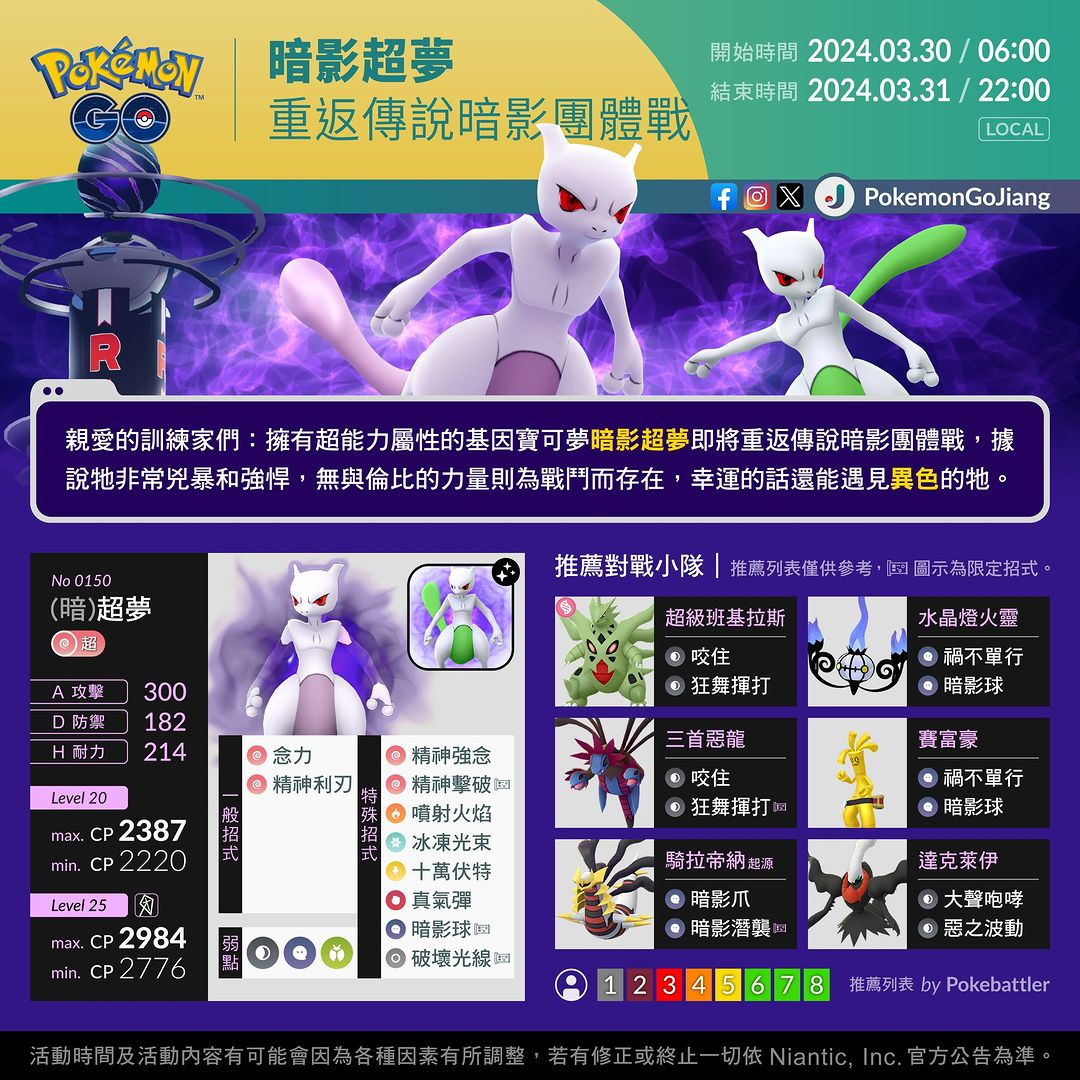 POKÉMON GO
TM
暗影超夢
重返傳說暗影團體戰
開始時間 2024.03.30 / 06:00
結束時間 2024.03.31 / 22:00
LOCAL
PokemonGoJiang
R
親愛的訓練家們：擁有超能力屬性的基因寶可夢暗影超夢即將重返傳說暗影團體戰，據
說牠非常兇暴和強悍，無與倫比的力量則為戰鬥而存在，幸運的話還能遇見異色的牠。
No 0150
(暗)超夢
超
A 攻擊 300
D 防禦 182
H 耐力 214
Level 20
max. CP 2387
min. CP 2220
Level 25
max. CP 2984
min. CP 2776
一般招式
念力
精神利刃
弱點
特殊招式
精神強念
精神擊破
噴射火焰
冰凍光束
十萬伏特
真氣彈
暗影球
破壞光線
推薦對戰小隊 | 推薦列表僅供參考，圖示為限定招式。
超級班基拉斯
咬住
狂舞揮打
水晶燈火靈
禍不單行
暗影球
三首惡龍
咬住
狂舞揮打
賽富豪
禍不單行
暗影球
騎拉帝納 起源
暗影爪
暗影潛襲
達克萊伊
大聲咆哮
惡之波動
1 2 3 4 5 6 7 8
推薦列表 by Pokebattler
活動時間及活動內容有可能會因為各種因素有所調整，若有修正或終止一切依 Niantic, Inc. 官方公告為準。